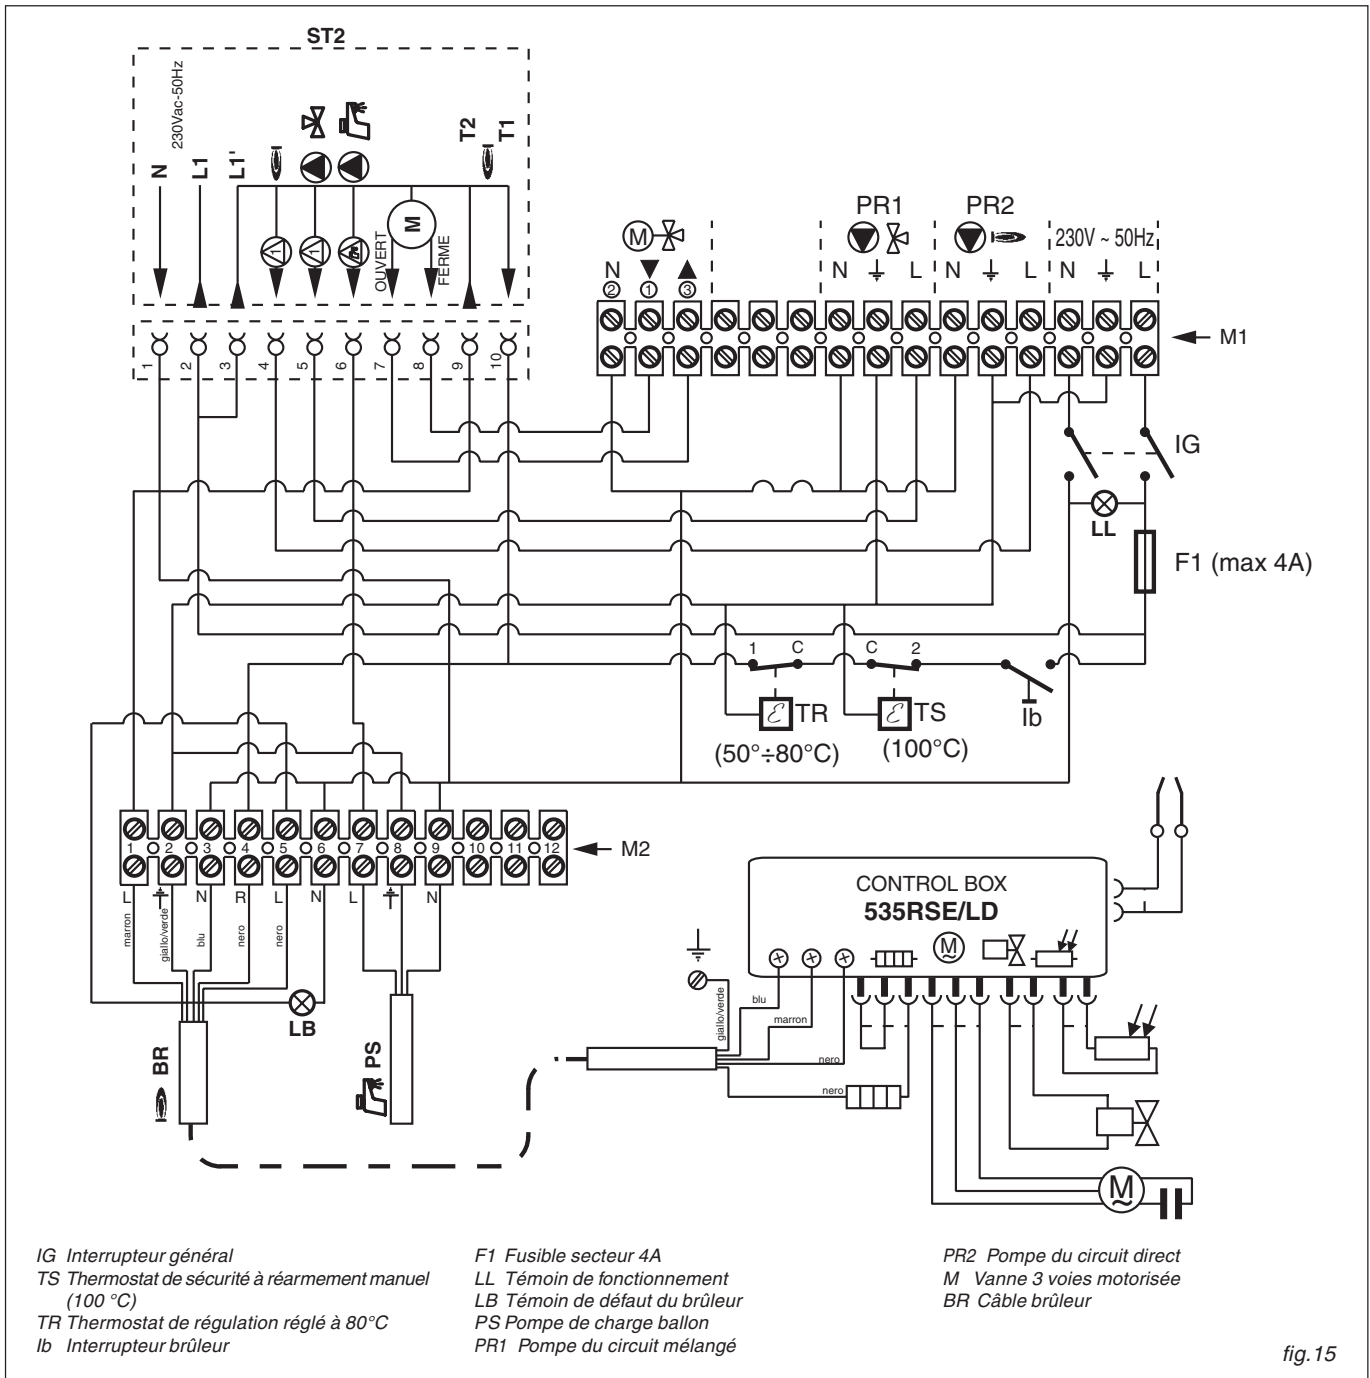 ST2
230Vac-50Hz
N
L1
L1'
T2
T1
1
1
M
OUVERT
FERME
1 2 3 4 5 6 7 8 9 10
M
N
2 1 3
PR1
N L
PR2
N L
230V ~ 50Hz
N L
M1
IG
LL
F1 (max 4A)
1 C C 2
TR
(50°÷80°C)
TS
(100°C)
Ib
1 2 3 4 5 6 7 8 9 10 11 12
M2
L N R L N L N
marron
giallo/verde
blu
nero
nero
LB
BR
PS
CONTROL BOX
535RSE/LD
M
giallo/verde
blu
marron
nero
nero
M
IG Interrupteur général
TS Thermostat de sécurité à réarmement manuel
(100 °C)
TR Thermostat de régulation réglé à 80°C
Ib Interrupteur brûleur
F1 Fusible secteur 4A
LL Témoin de fonctionnement
LB Témoin de défaut du brûleur
PS Pompe de charge ballon
PR1 Pompe du circuit mélangé
PR2 Pompe du circuit direct
M Vanne 3 voies motorisée
BR Câble brûleur
fig.15